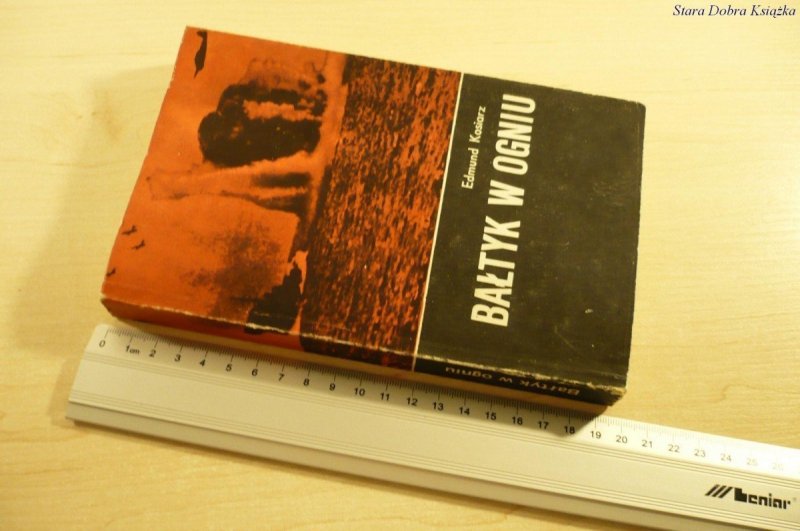 Stara Dobra Książka
Edmund Kosiarz
BAŁTYK W OGNIU
Bałtyk w ogniu
0 1cm 2 3 4 5 6 7 8 9 10 11 12 13 14 15 16 17 18 19 20 21 22 23 24 25 26
Leniar